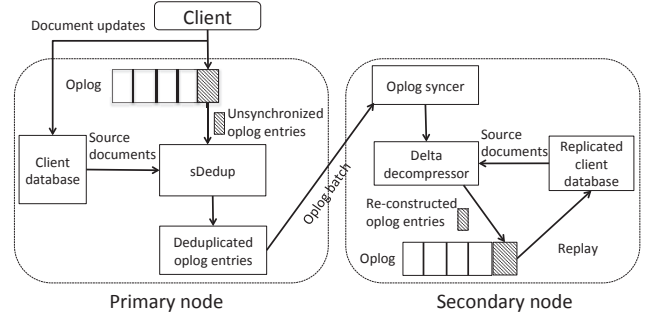 Client
Document updates
Oplog
Unsynchronized
oplog entries
Client
database
Source
documents
sDedup
Deduplicated
oplog entries
Primary node
Oplog batch
Oplog syncer
Delta
decompressor
Source
documents
Replicated
client
database
Re-constructed
oplog entries
Oplog
Replay
Secondary node